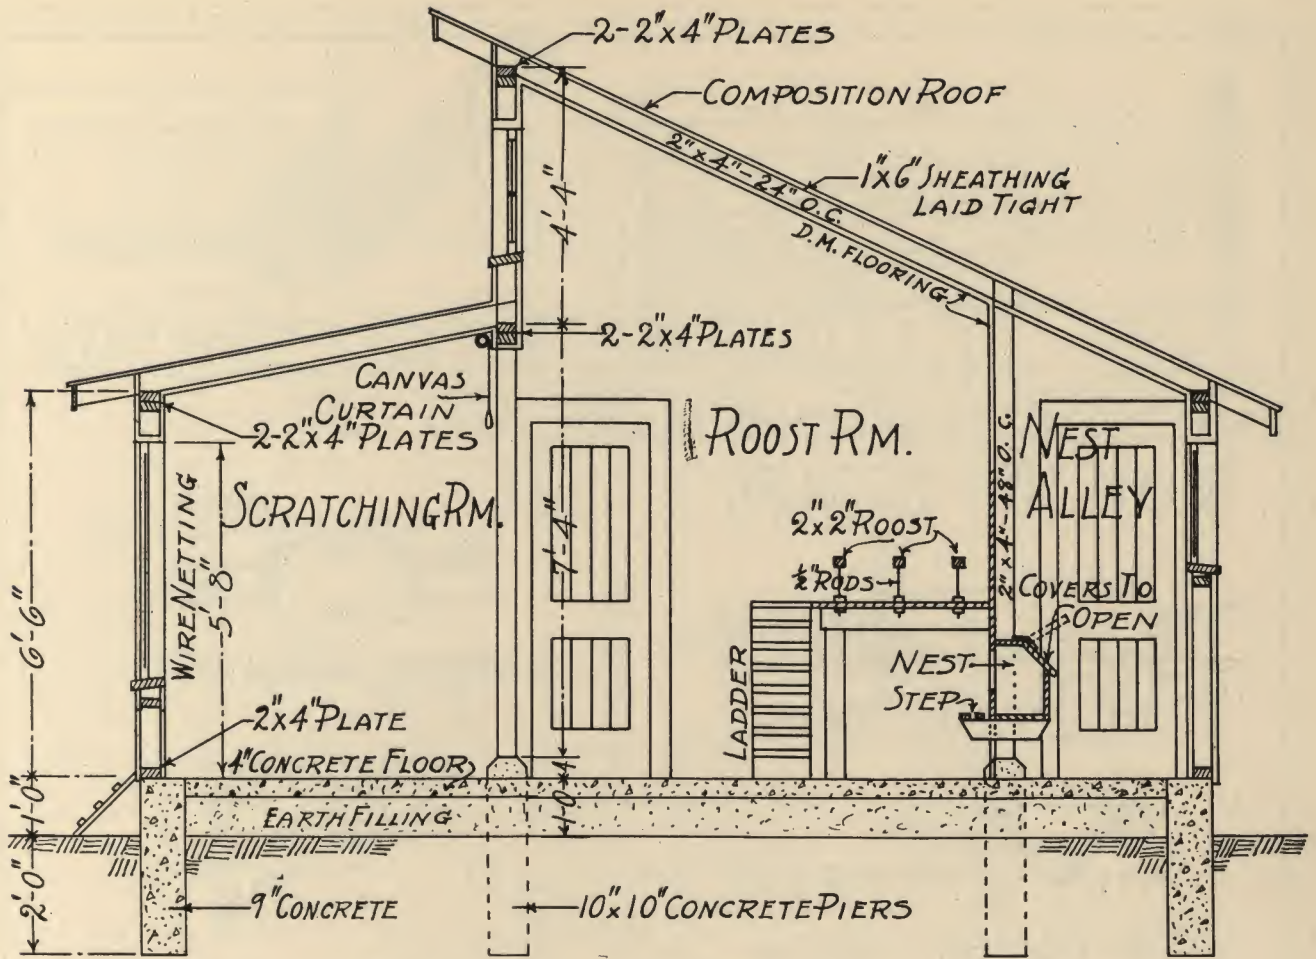 2-2"x4" PLATES
COMPOSITION ROOF
2"x4"-24" O.C.
1"x6" SHEATHING
LAID TIGHT
D.M. FLOORING
4'-4"
2-2"x4" PLATES
CANVAS
CURTAIN
2-2"x4" PLATES
ROOST RM.
NEST
ALLEY
SCRATCHING RM.
WIRE NETTING
5'-8"
6'-6"
7'-4"
2"x2" ROOST
½" RODS
2"x4"-48" O.C.
COVERS TO
OPEN
NEST
STEP
LADDER
2"x4" PLATE
4" CONCRETE FLOOR
4
1'-0"
1-0
EARTH FILLING
2'-0"
9" CONCRETE
10"x10" CONCRETE PIERS